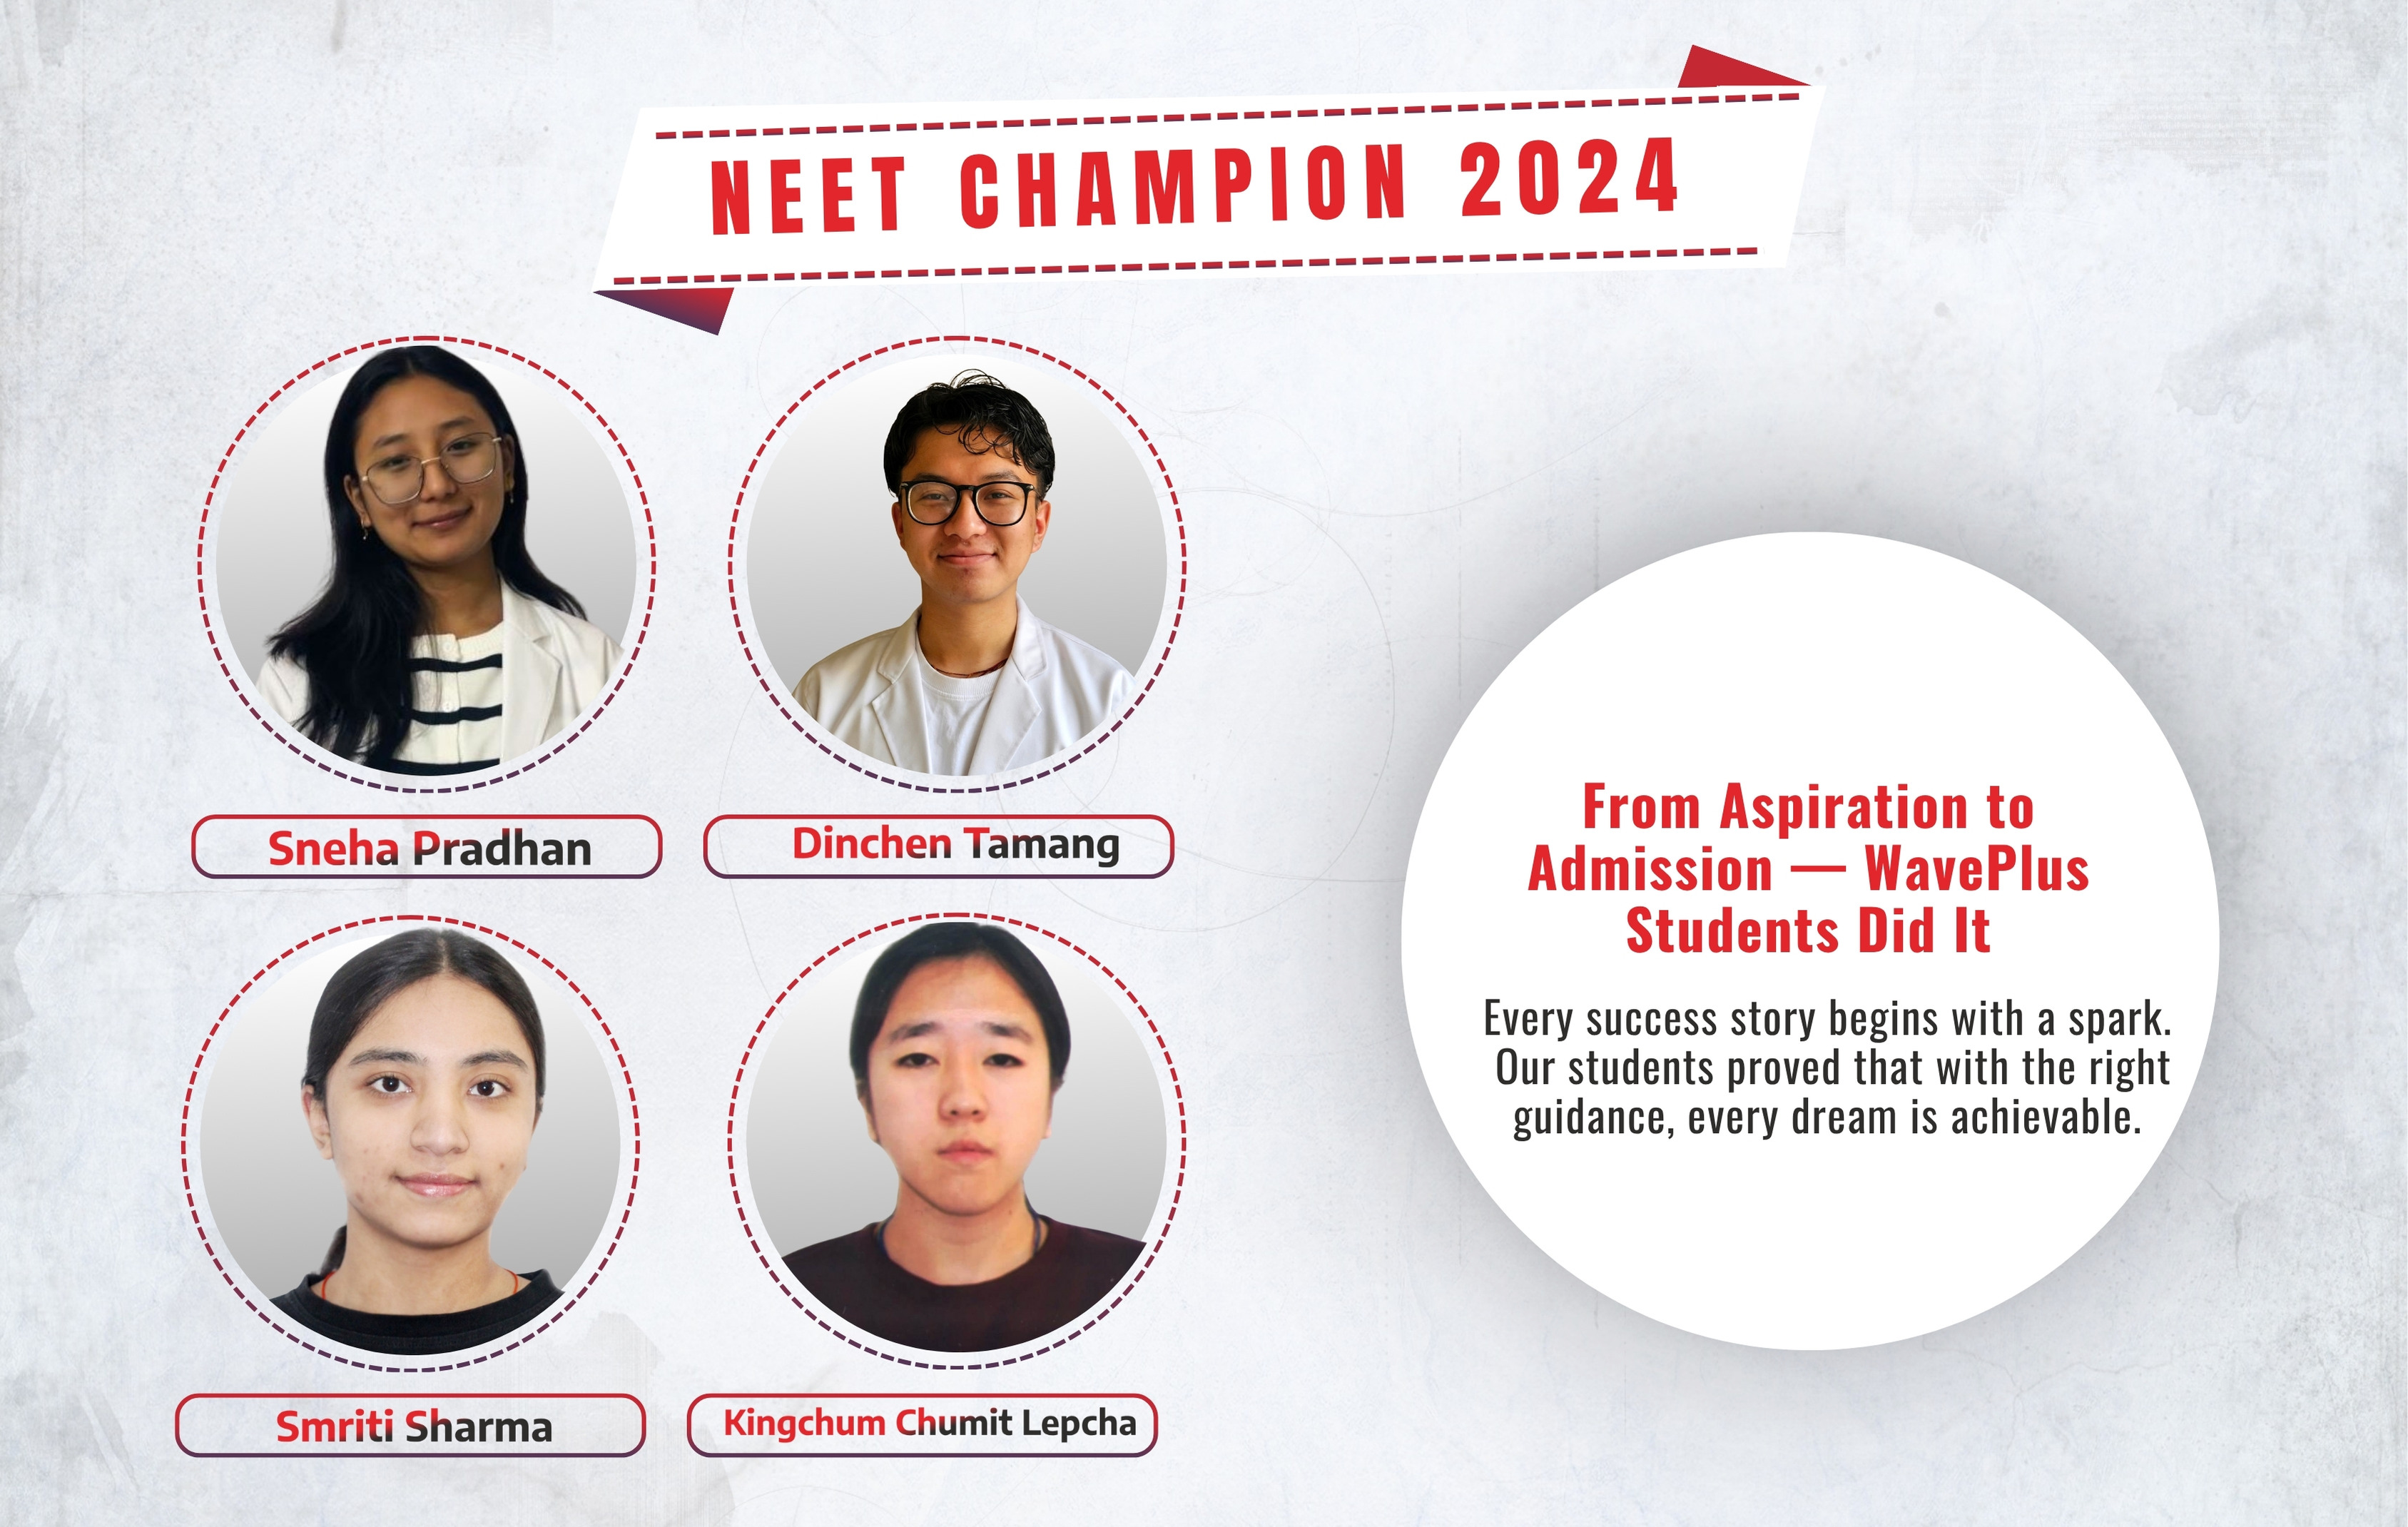 NEET CHAMPION 2024
Sneha Pradhan
Dinchen Tamang
Smriti Sharma
Kingchum Chumit Lepcha
From Aspiration to
Admission — WavePlus
Students Did It
Every success story begins with a spark.
Our students proved that with the right
guidance, every dream is achievable.